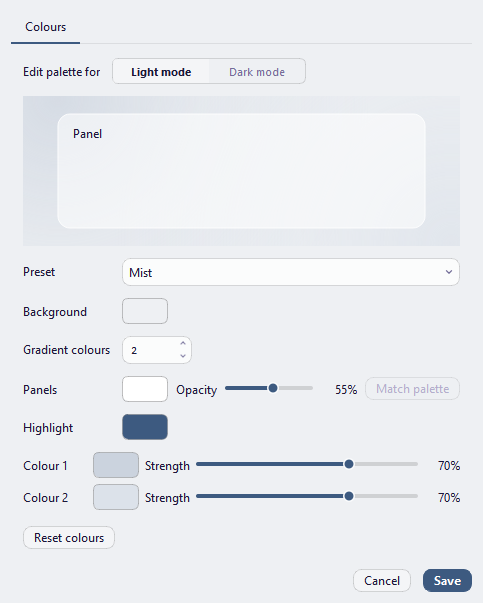 Colours
Edit palette for Light mode Dark mode
Panel
Preset Mist
Background
Gradient colours 2
Panels Opacity 55% Match palette
Highlight
Colour 1 Strength 70%
Colour 2 Strength 70%
Reset colours
Cancel Save